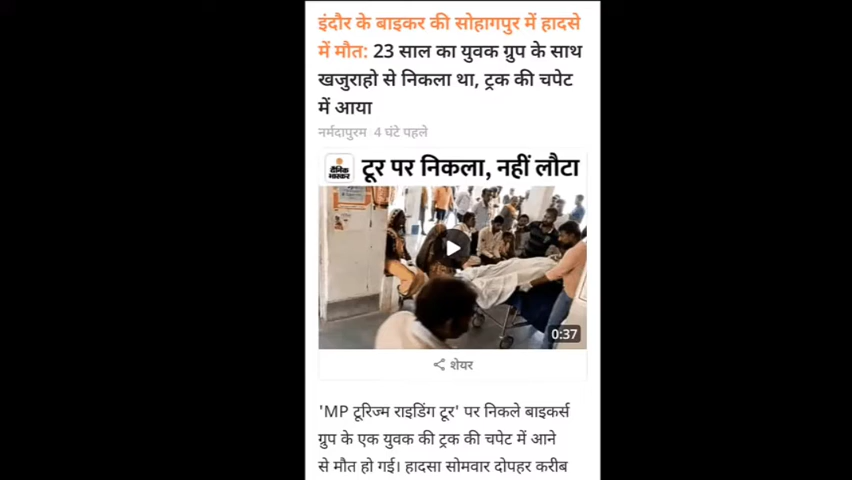 इंदौर के बाइकर की सोहागपुर में हादसे
में मौत: 23 साल का युवक ग्रुप के साथ
खजुराहो से निकला था, ट्रक की चपेट
में आया
नर्मदापुरम 4 घंटे पहले
दैनिक भास्कर
टूर पर निकला, नहीं लौटा
0:37
शेयर
'MP टूरिज्म राइडिंग टूर' पर निकले बाइकर्स
ग्रुप के एक युवक की ट्रक की चपेट में आने
से मौत हो गई। हादसा सोमवार दोपहर करीब